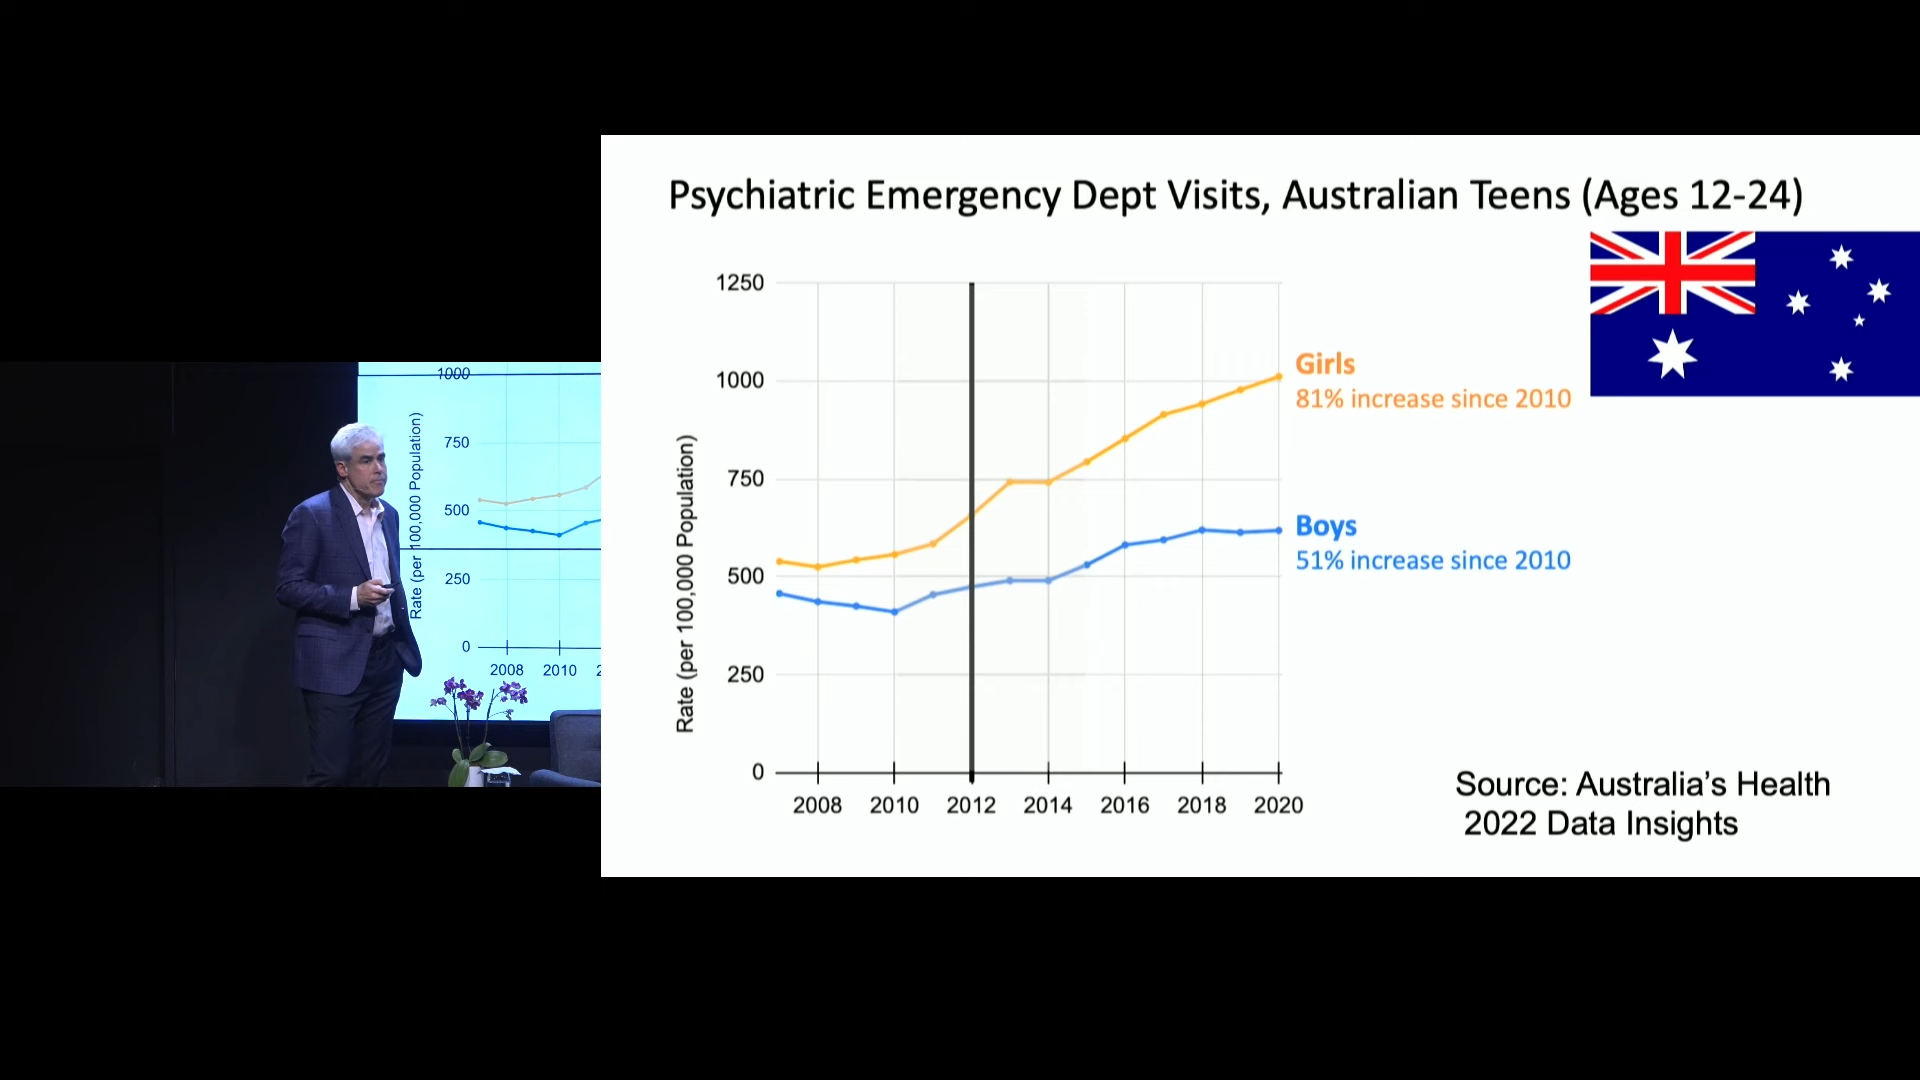 Psychiatric Emergency Dept Visits, Australian Teens (Ages 12-24)
1250
1000
750
500
250
0
Rate (per 100,000 Population)
2008 2010 2012 2014 2016 2018 2020
Girls
81% increase since 2010
Boys
51% increase since 2010
Source: Australia’s Health
2022 Data Insights
1000
750
500
250
0
Rate (per 100,000 Population)
2008 2010 2